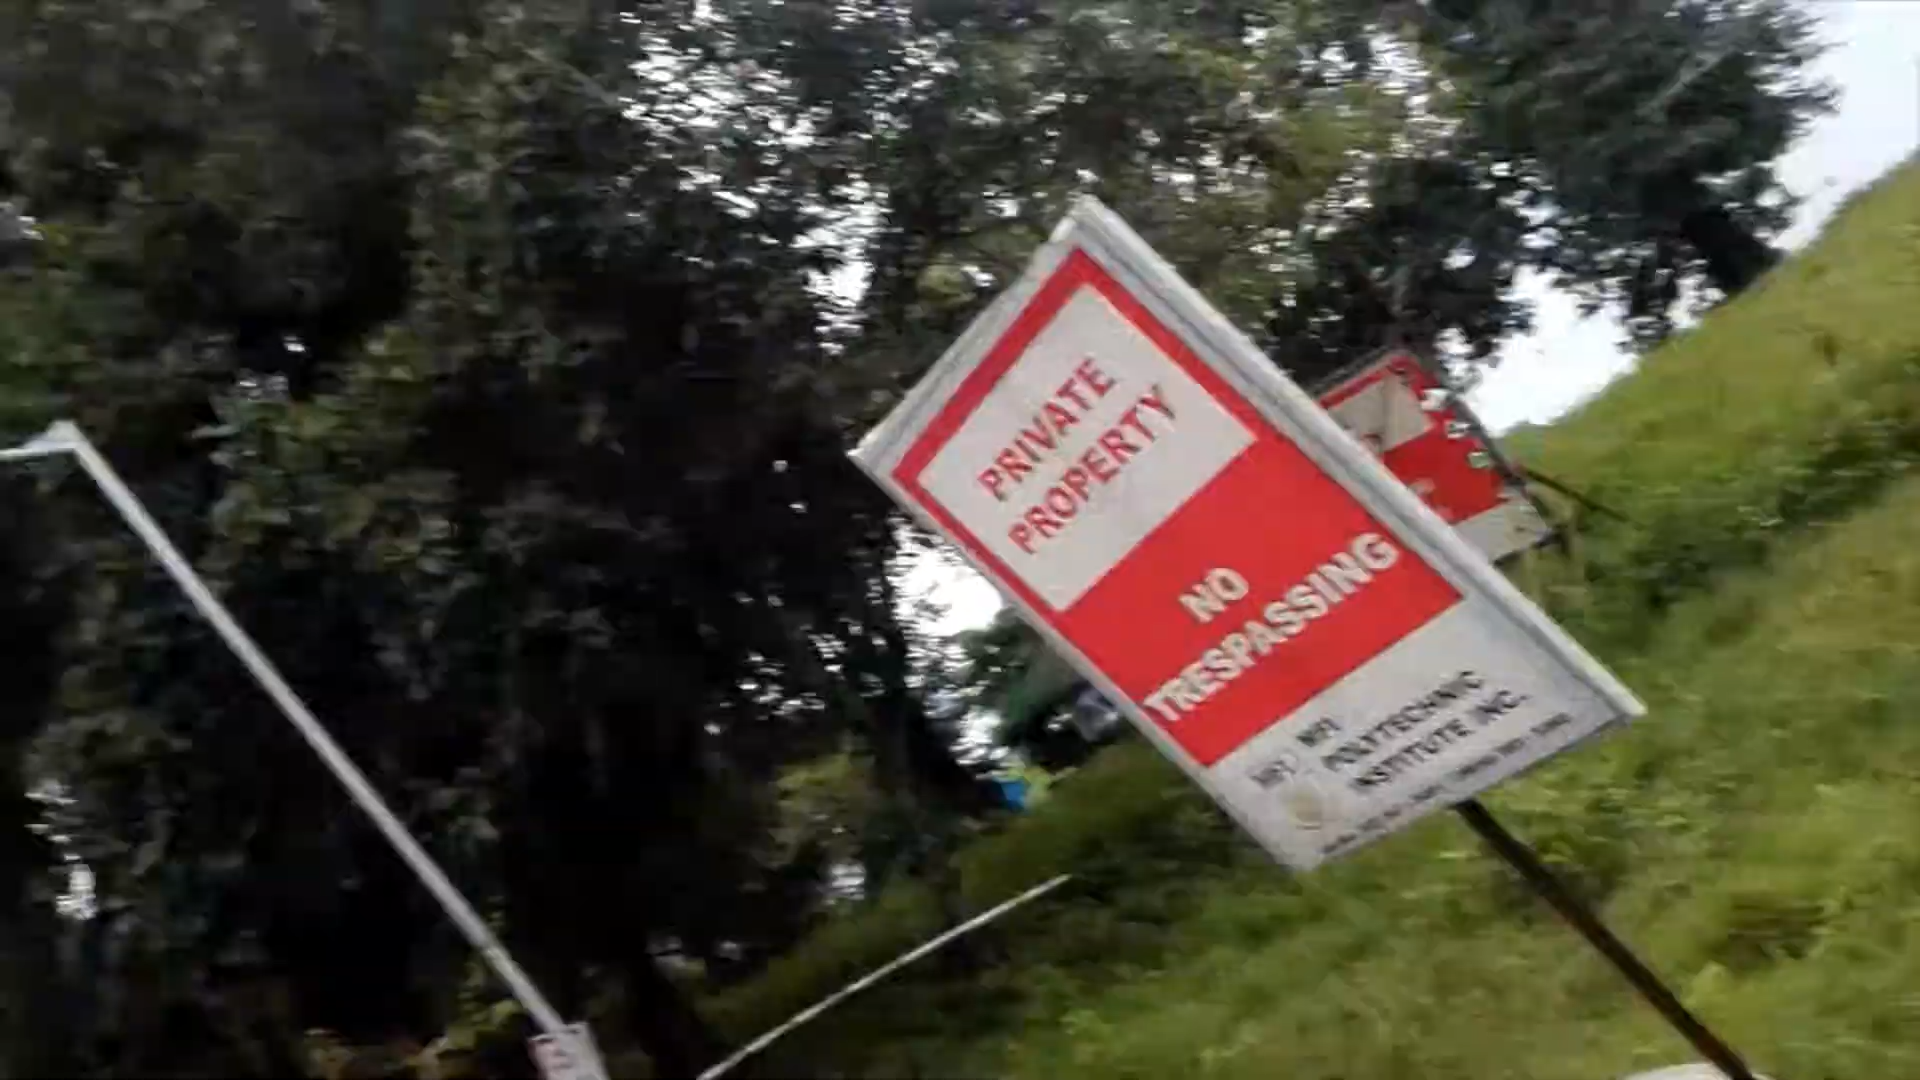 PRIVATE
PROPERTY
NO
TRESPASSING
POLYTECHNIC
INSTITUTE INC.